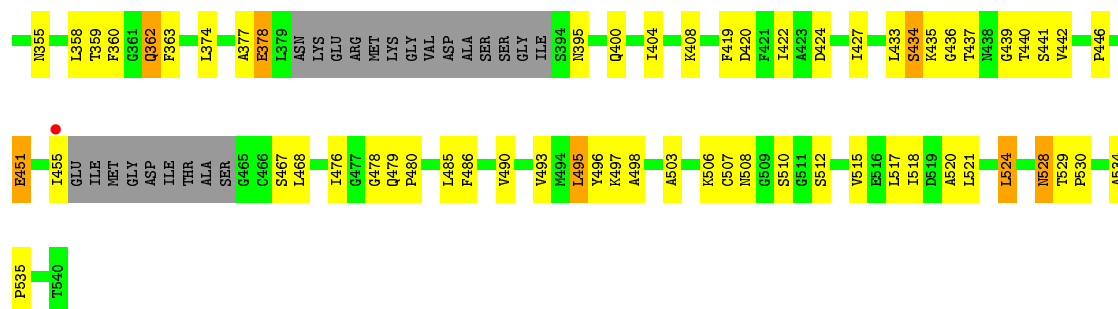 N355 L358 T359 F360 G361 Q362 F363 L374 A377 E378 L379 ASN LYS GLU ARG MET LYS GLY VAL ASP ALA SER SER GLY ILE S394 N395 Q400 I404 K408 F419 D420 F421 I422 A423 D424 I427 L433 S434 K435 G436 T437 N438 G439 T440 S441 V442 P446
E451 I455 GLU ILE MET GLY ASP ILE THR ALA SER G465 C466 S467 L468 I476 G477 G478 Q479 P480 L485 F486 V490 V493 M494 L495 Y496 K497 A498 A503 K506 C507 N508 G509 S510 G511 S512 V515 E516 L517 I518 D519 A520 L521 L524 N528 T529 P530 A534
P535 T540